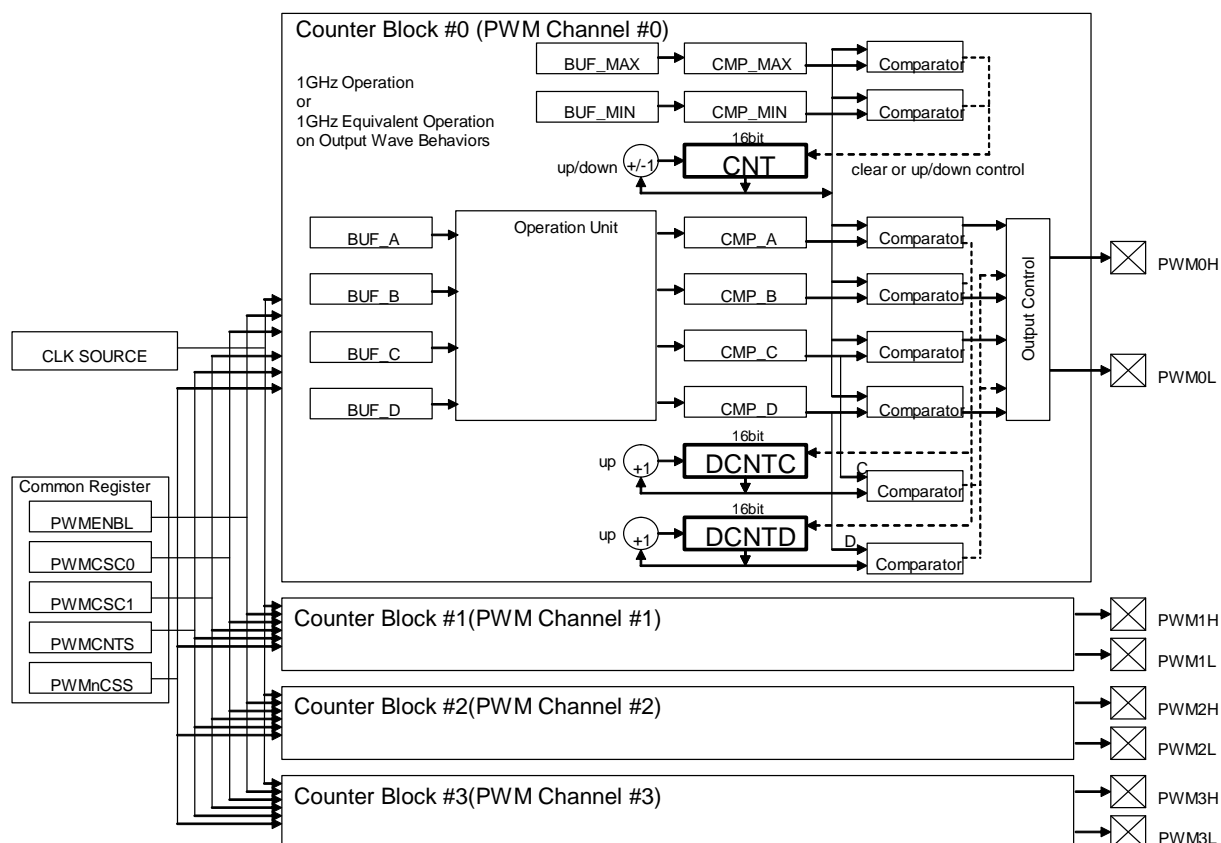 Counter Block #0 (PWM Channel #0)
1GHz Operation
or
1GHz Equivalent Operation
on Output Wave Behaviors
BUF_MAX
CMP_MAX
Comparator
BUF_MIN
CMP_MIN
Comparator
16bit
up/down
+/-1
CNT
clear or up/down control
BUF_A
Operation Unit
CMP_A
Comparator
BUF_B
CMP_B
Comparator
BUF_C
CMP_C
Comparator
BUF_D
CMP_D
Comparator
Output Control
PWM0H
PWM0L
CLK SOURCE
16bit
up
+1
DCNTC
C
Comparator
16bit
up
+1
DCNTD
D
Comparator
Common Register
PWMENBL
PWMCSC0
PWMCSC1
PWMCNTS
PWMnCSS
Counter Block #1(PWM Channel #1)
PWM1H
PWM1L
Counter Block #2(PWM Channel #2)
PWM2H
PWM2L
Counter Block #3(PWM Channel #3)
PWM3H
PWM3L